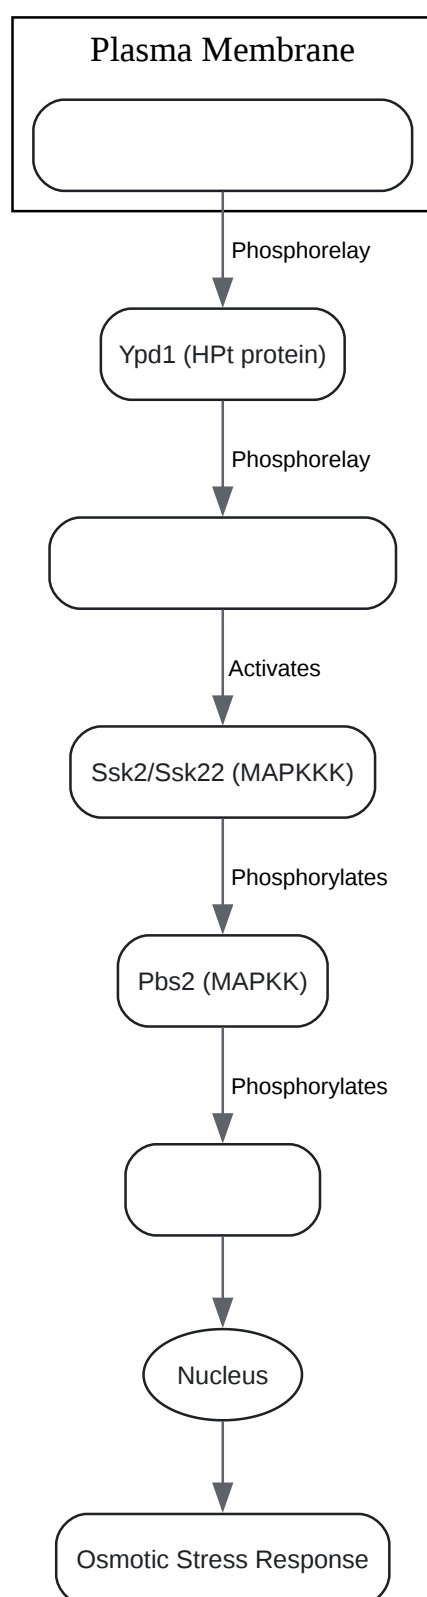 Plasma Membrane
Phosphorelay
Ypd1 (HPt protein)
Phosphorelay
Activates
Ssk2/Ssk22 (MAPKKK)
Phosphorylates
Pbs2 (MAPKK)
Phosphorylates
Nucleus
Osmotic Stress Response